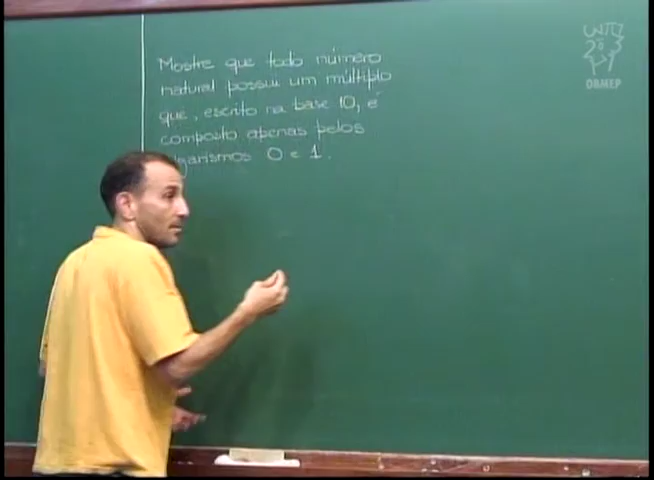 Mostre que todo número
natural possui um múltiplo
que, escrito na base 10, é
composto apenas pelos
algarismos 0 e 1.
OBMEP